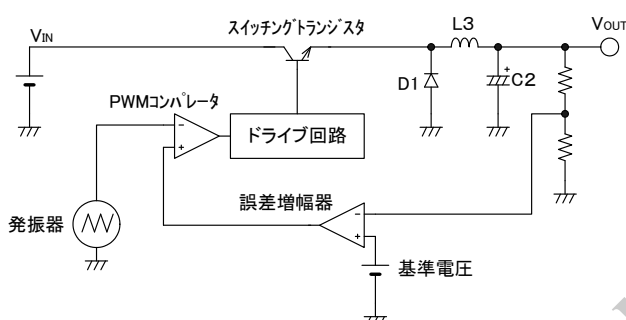 VIN
スイッチングトランジスタ
L3
VOUT
D1
+
C2
PWMコンパレータ
-
+
ドライブ回路
発振器
誤差増幅器
-
+
基準電圧